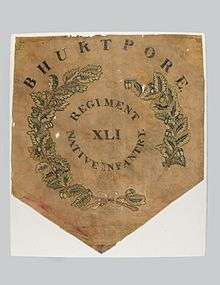 BHURTPORE
REGIMENT
XLI
NATIVE INFANTRY